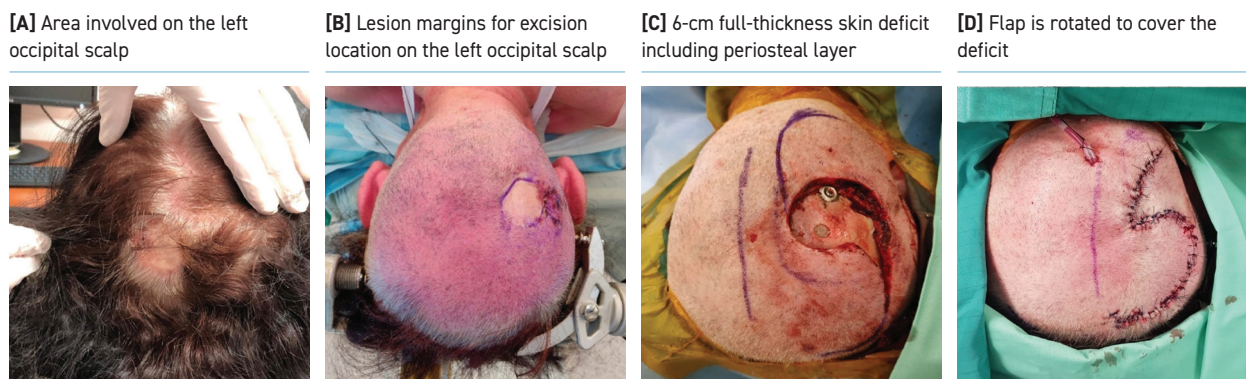 [A] Area involved on the left
occipital scalp
[B] Lesion margins for excision
location on the left occipital scalp
[C] 6-cm full-thickness skin deficit
including periosteal layer
[D] Flap is rotated to cover the
deficit